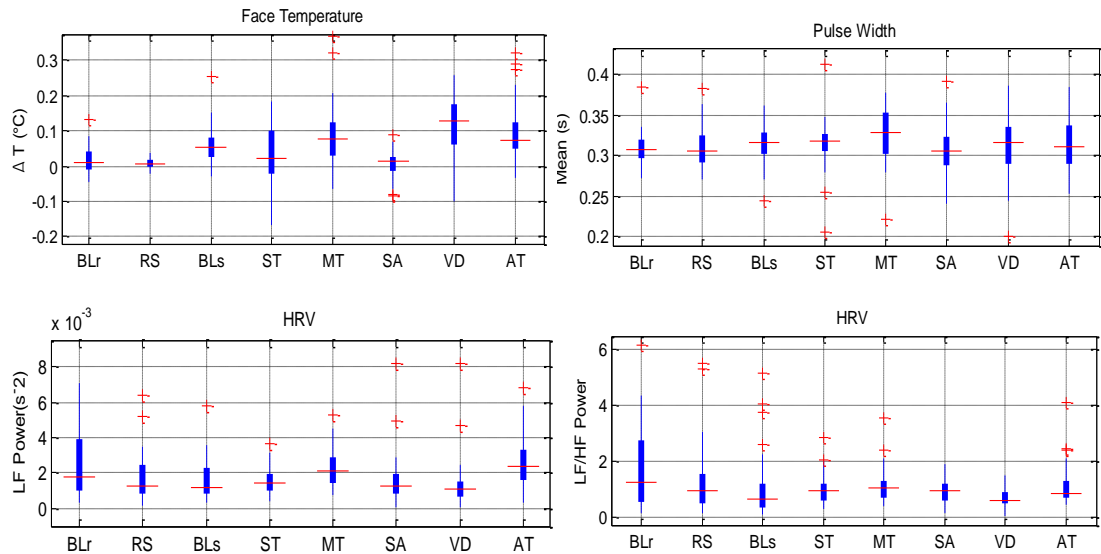 Face Temperature
Δ T (ºC)
0.3
0.2
0.1
0
-0.1
-0.2
BLr RS BLs ST MT SA VD AT
Pulse Width
Mean (s)
0.4
0.35
0.3
0.25
0.2
BLr RS BLs ST MT SA VD AT
x 10^-3
HRV
LF Power(s^-2)
8
6
4
2
0
BLr RS BLs ST MT SA VD AT
HRV
LF/HF Power
6
4
2
0
BLr RS BLs ST MT SA VD AT